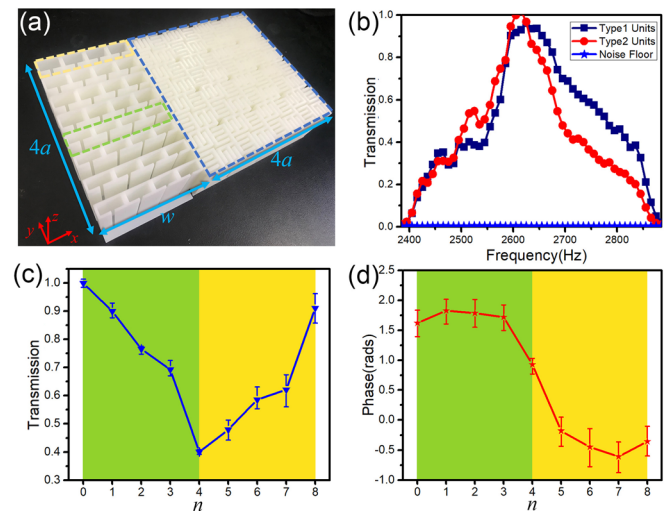 (a)
4a
w
4a
z
y
x
(b)
Transmission
1.0
0.8
0.6
0.4
0.2
0.0
Type1 Units
Type2 Units
Noise Floor
2400
2500
2600
2700
2800
Frequency(Hz)
(c)
Transmission
1.0
0.9
0.8
0.7
0.6
0.5
0.4
0.3
0
1
2
3
4
5
6
7
8
n
(d)
Phase(rads)
2.5
2.0
1.5
1.0
0.5
0.0
-0.5
-1.0
0
1
2
3
4
5
6
7
8
n